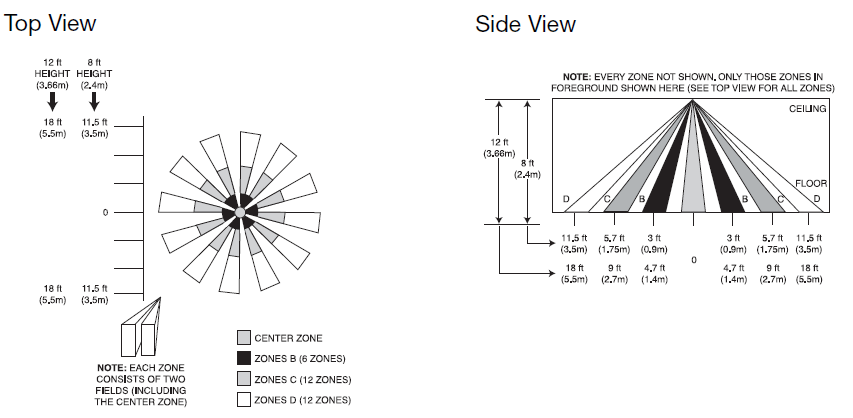 Top View
12 ft 8 ft
HEIGHT HEIGHT
(3.66m) (2.4m)
18 ft 11.5 ft
(5.5m) (3.5m)
0
18 ft 11.5 ft
(5.5m) (3.5m)
NOTE: EACH ZONE
CONSISTS OF TWO
FIELDS (INCLUDING
THE CENTER ZONE)
CENTER ZONE
ZONES B (6 ZONES)
ZONES C (12 ZONES)
ZONES D (12 ZONES)
Side View
NOTE: EVERY ZONE NOT SHOWN, ONLY THOSE ZONES IN
FOREGROUND SHOWN HERE (SEE TOP VIEW FOR ALL ZONES)
CEILING
12 ft
(3.66m)
8 ft
(2.4m)
FLOOR
D C B B C D
11.5 ft 5.7 ft 3 ft 3 ft 5.7 ft 11.5 ft
(3.5m) (1.75m) (0.9m) (0.9m) (1.75m) (3.5m)
0
18 ft 9 ft 4.7 ft 4.7 ft 9 ft 18 ft
(5.5m) (2.7m) (1.4m) (1.4m) (2.7m) (5.5m)